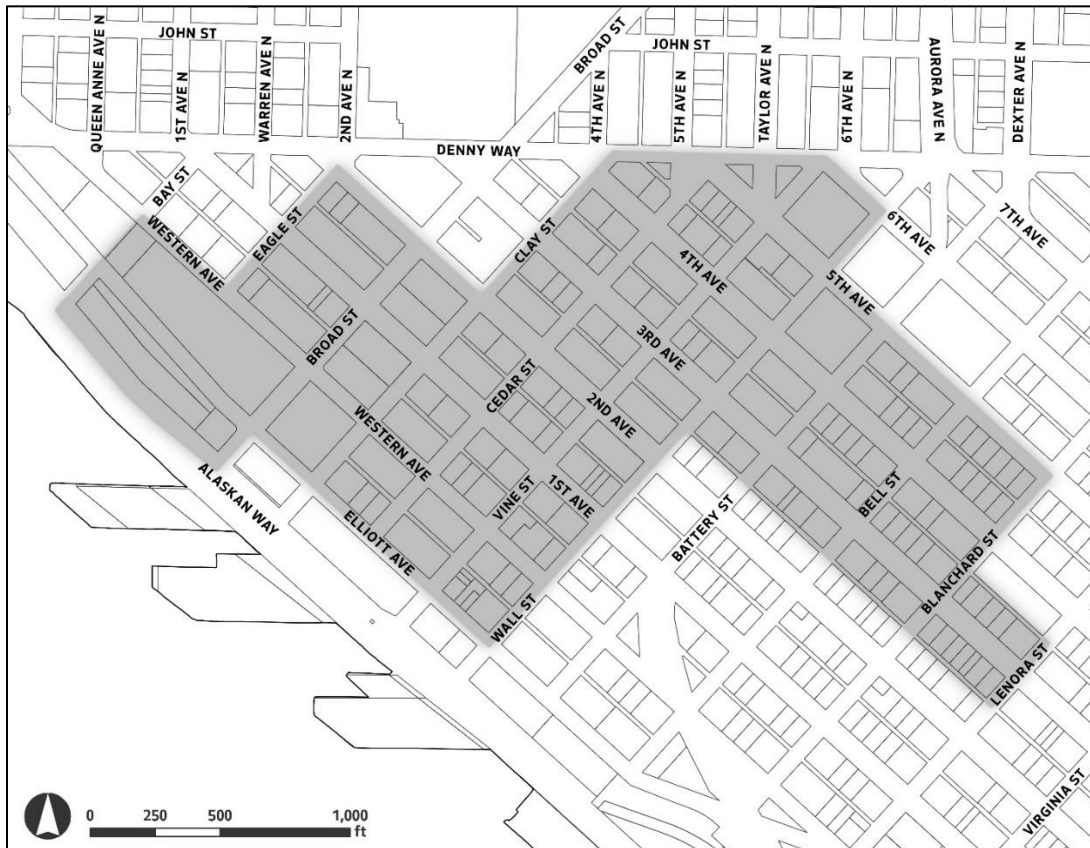 JOHN ST
BROAD ST
JOHN ST
QUEEN ANNE AVE N
1ST AVE N
WARREN AVE N
2ND AVE N
4TH AVE N
5TH AVE N
TAYLOR AVE N
6TH AVE N
AURORA AVE N
DEXTER AVE N
DENNY WAY
BAY ST
WESTERN AVE
EAGLE ST
CLAY ST
4TH AVE
6TH AVE
7TH AVE
5TH AVE
BROAD ST
3RD AVE
CEDAR ST
2ND AVE
WESTERN AVE
VINE ST
1ST AVE
BELL ST
BATTERY ST
ALASKAN WAY
ELLIOTT AVE
BLANCHARD ST
WALL ST
LENORA ST
VIRGINIA ST
0 250 500 1,000
ft